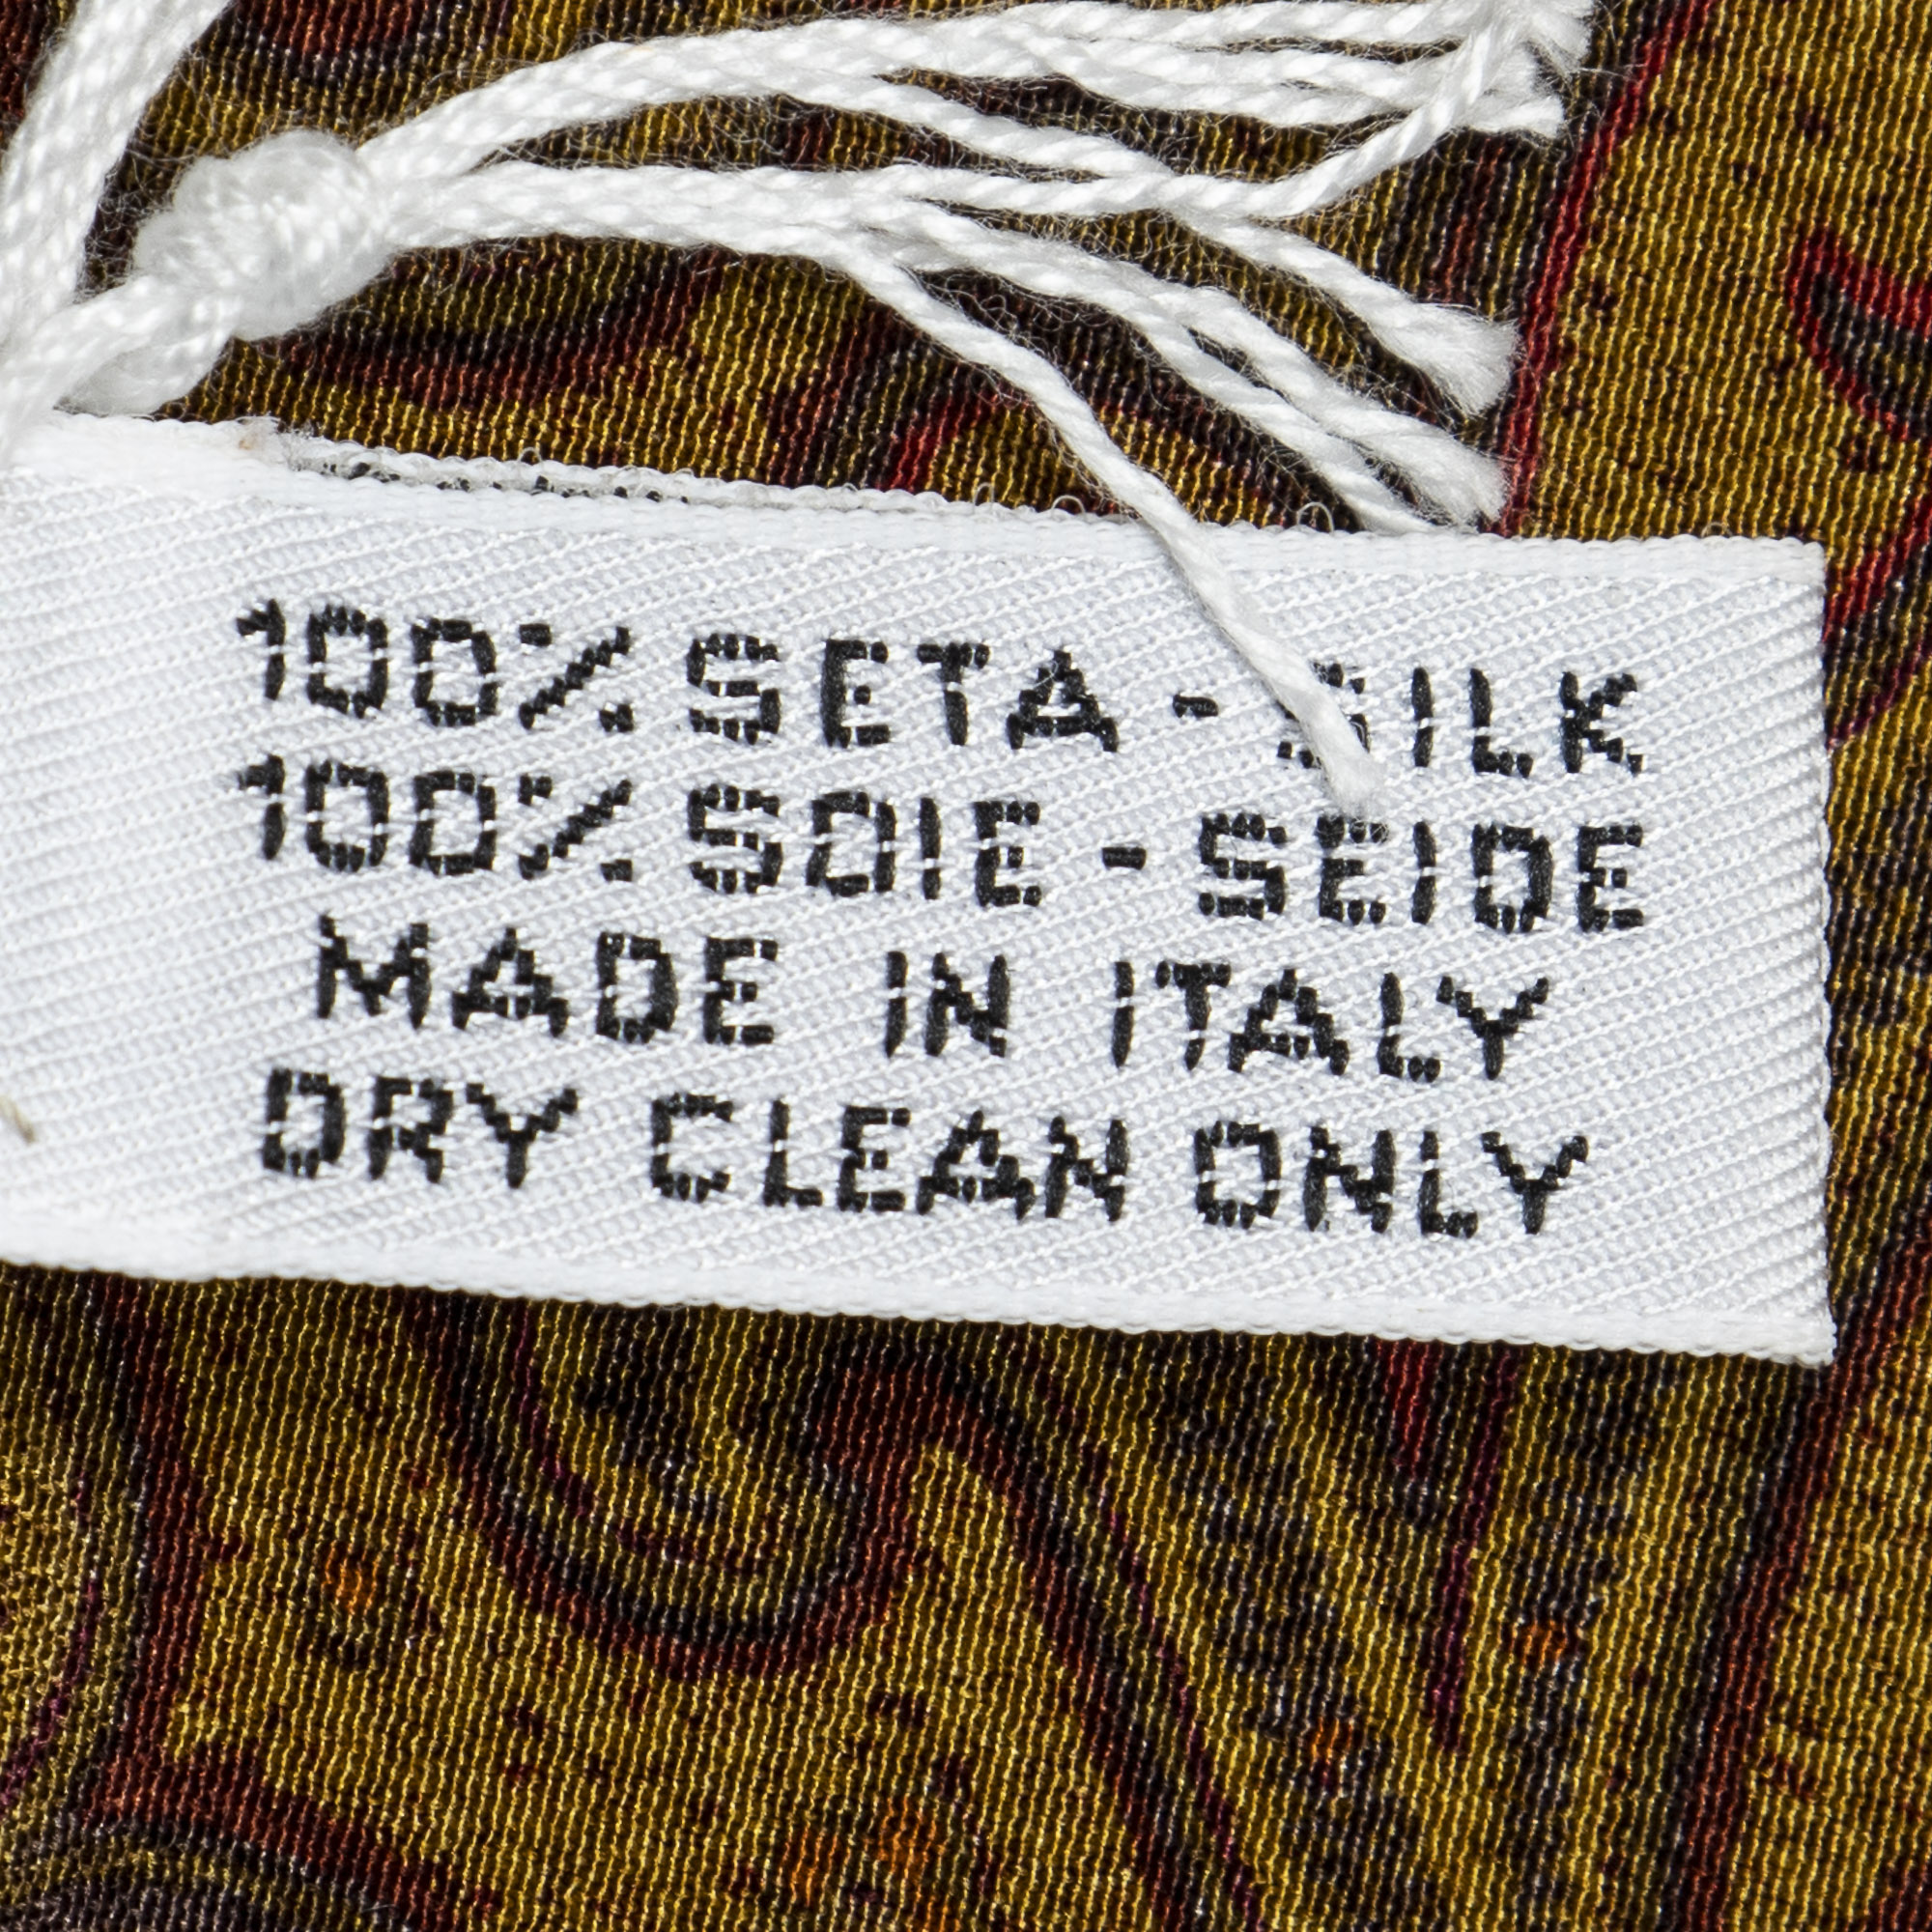 100% SETA - SILK
100% SOIE - SEIDE
MADE IN ITALY
DRY CLEAN ONLY